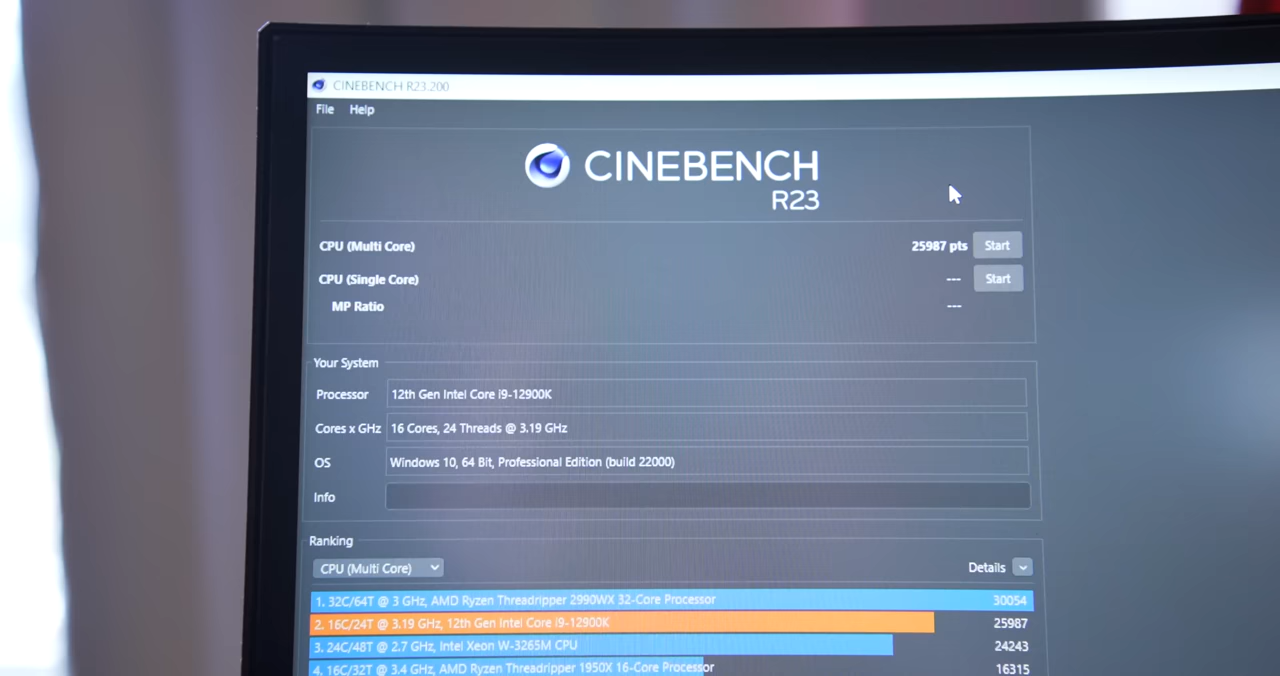 CINEBENCH R23.200
File Help
CINEBENCH
R23
CPU (Multi Core) 25987 pts Start
CPU (Single Core) --- Start
MP Ratio ---
Your System
Processor 12th Gen Intel Core i9-12900K
Cores x GHz 16 Cores, 24 Threads @ 3.19 GHz
OS Windows 10, 64 Bit, Professional Edition (build 22000)
Info
Ranking
CPU (Multi Core) Details
1. 32C/64T @ 3 GHz, AMD Ryzen Threadripper 2990WX 32-Core Processor 30054
2. 16C/24T @ 3.19 GHz, 12th Gen Intel Core i9-12900K 25987
3. 24C/48T @ 2.7 GHz, Intel Xeon W-3265M CPU 24243
4. 16C/32T @ 3.4 GHz, AMD Ryzen Threadripper 1950X 16-Core Processor 16315